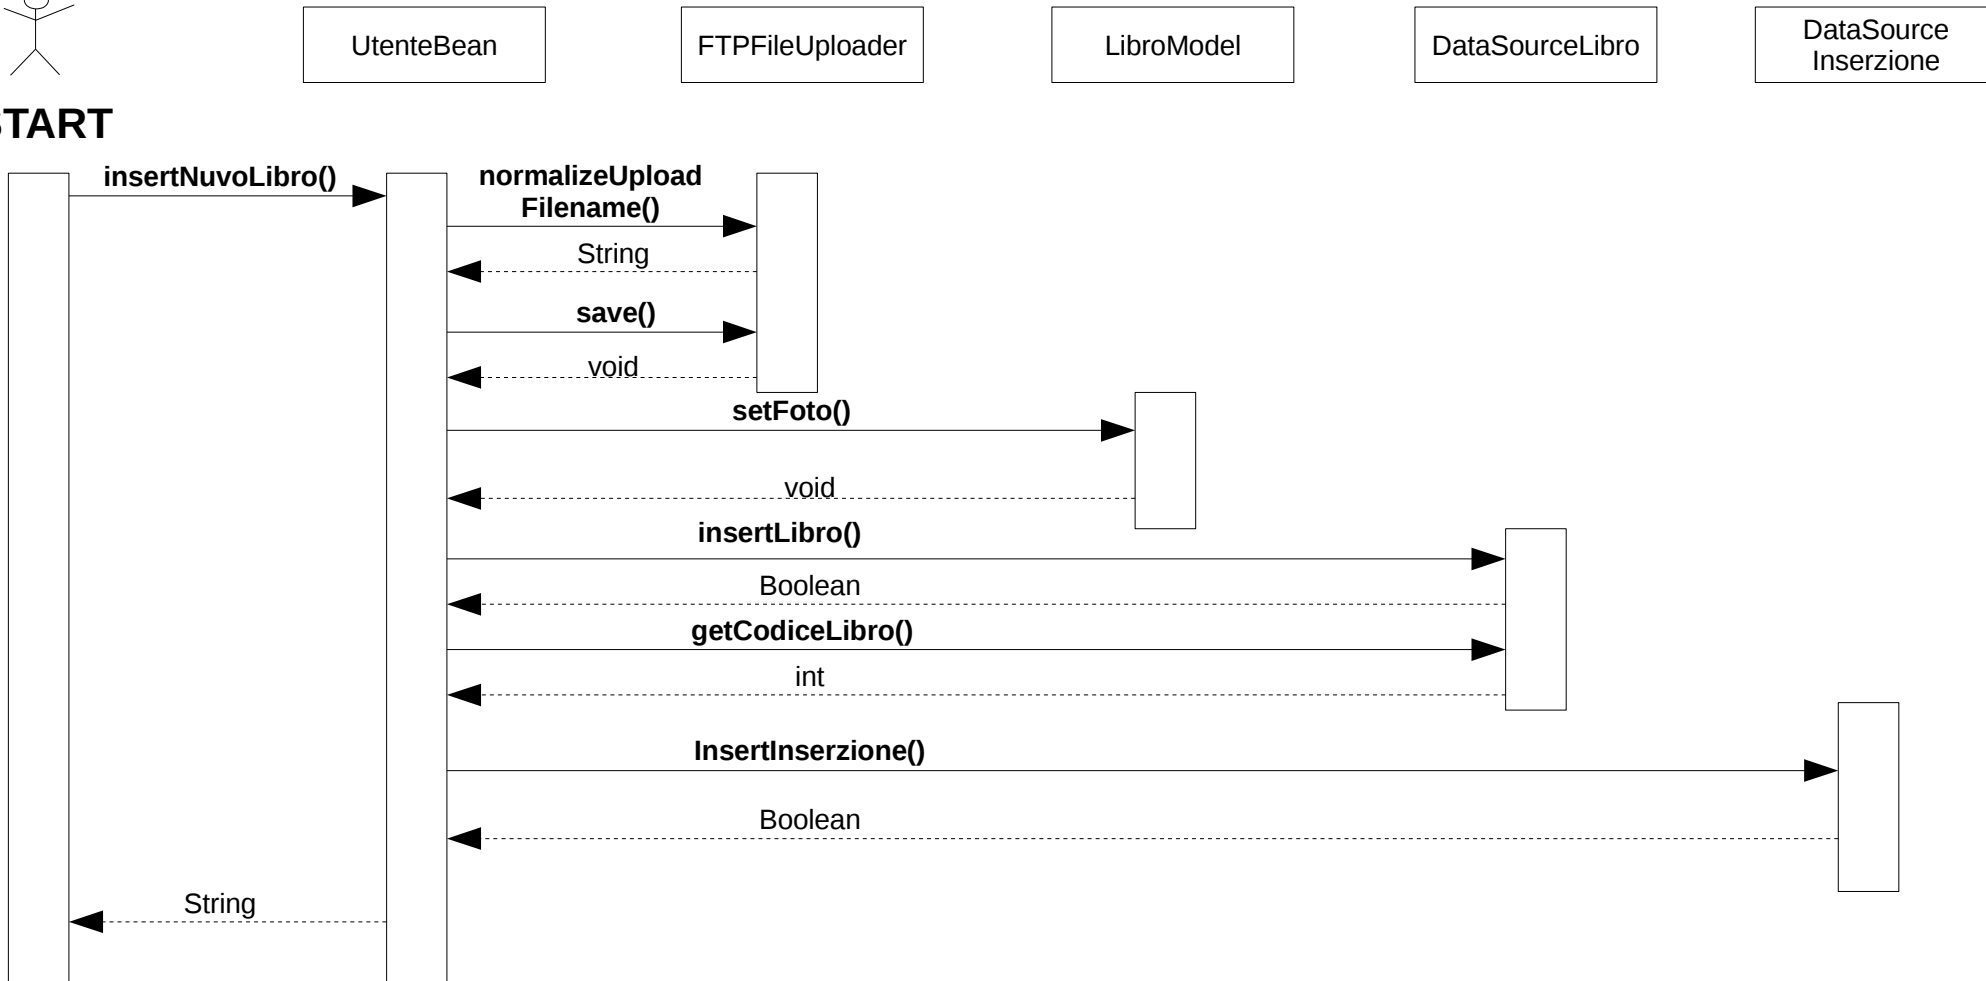 UtenteBean
FTPFileUploader
LibroModel
DataSourceLibro
DataSource
Inserzione
START
insertNuvoLibro()
normalizeUpload
Filename()
String
save()
void
setFoto()
void
insertLibro()
Boolean
getCodiceLibro()
int
InsertInserzione()
Boolean
String